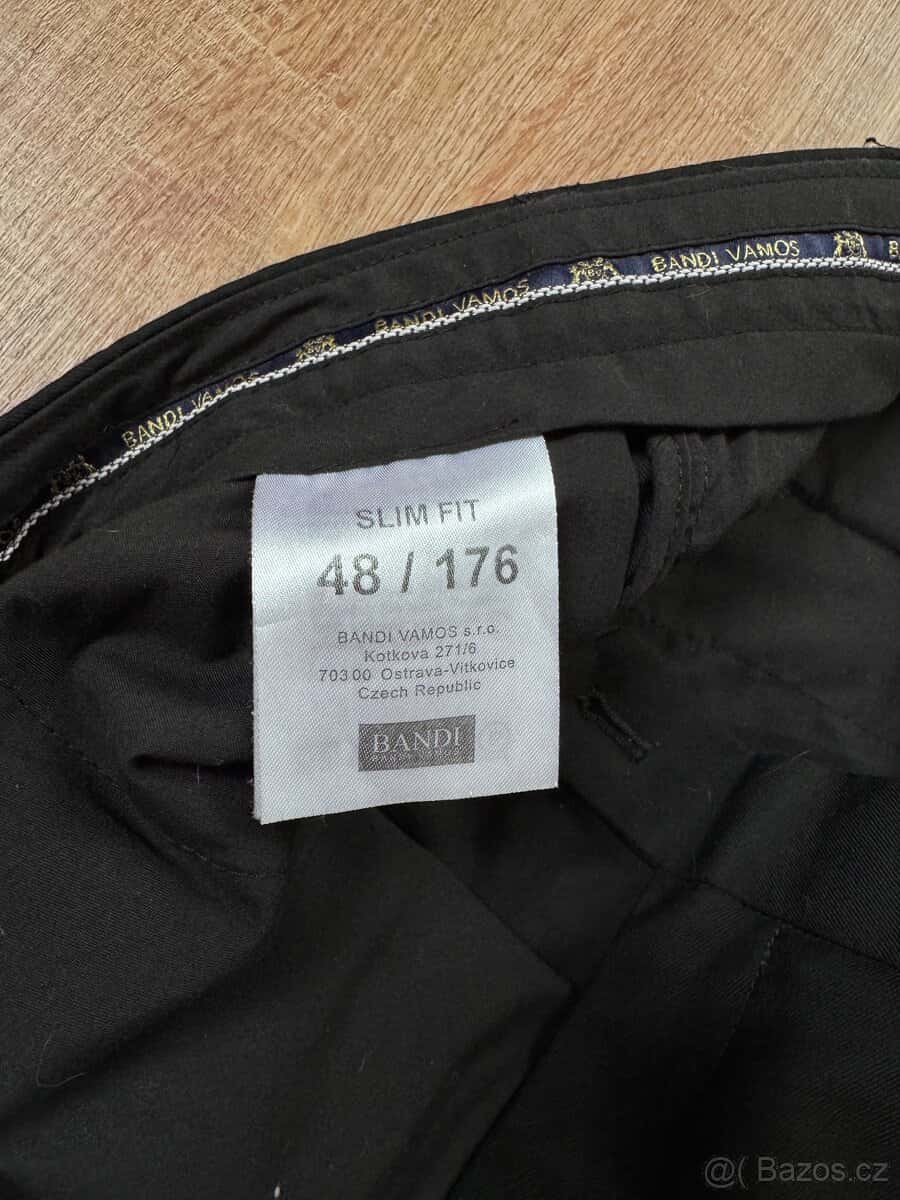 BANDI VAMOS BANDI VAMOS BANDI VAMOS
SLIM FIT
48 / 176
BANDI VAMOS s.r.o.
Kotkova 271/6
703 00 Ostrava-Vitkovice
Czech Republic
BANDI
@( Bazos.cz